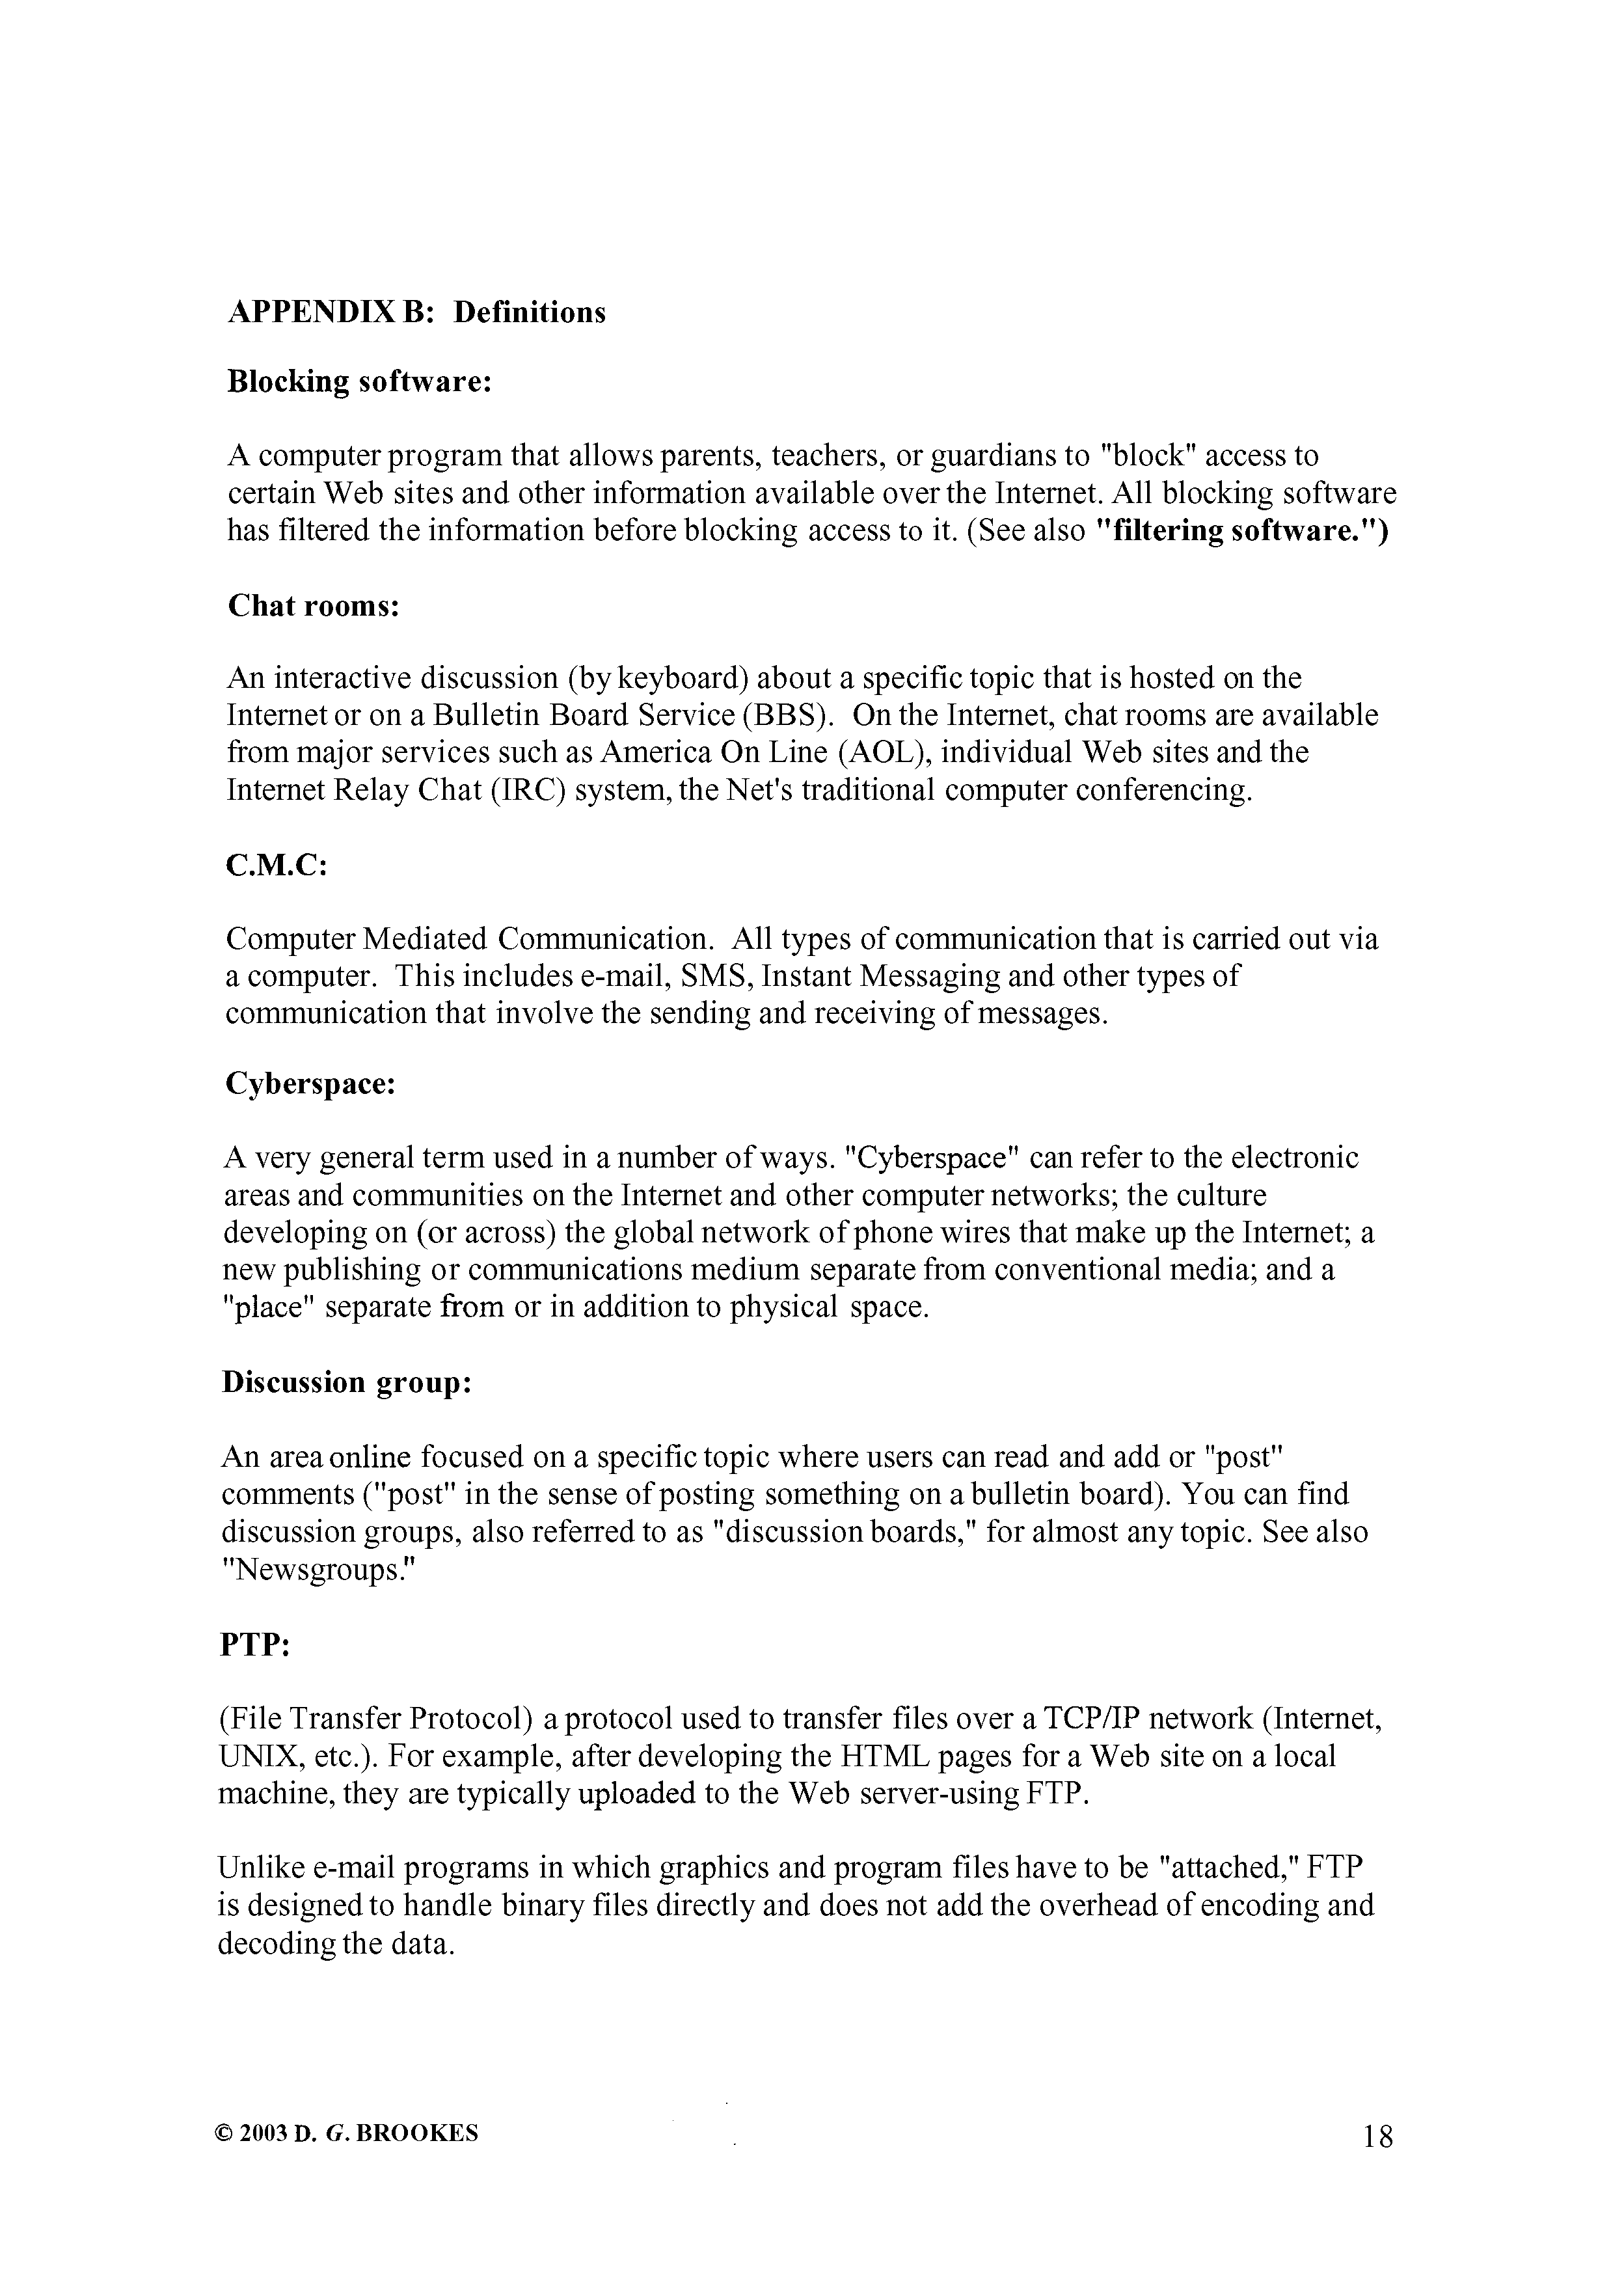 APPENDIX B: Definitions
Blocking software:
A computer program that allows parents, teachers, or guardians to "block" access to
certain Web sites and other information available over the Internet. All blocking software
has filtered the information before blocking access to it. (See also "filtering software.")
Chat rooms:
An interactive discussion (by keyboard) about a specific topic that is hosted on the
Internet or on a Bulletin Board Service (BBS). On the Internet, chat rooms are available
from major services such as America On Line (AOL), individual Web sites and the
Internet Relay Chat (IRC) system, the Net's traditional computer conferencing.
C.M.C:
Computer Mediated Communication. All types of communication that is carried out via
a computer. This includes e-mail, SMS, Instant Messaging and other types of
communication that involve the sending and receiving of messages.
Cyberspace:
A very general term used in a number of ways. "Cyberspace" can refer to the electronic
areas and communities on the Internet and other computer networks; the culture
developing on (or across) the global network of phone wires that make up the Internet; a
new publishing or communications medium separate from conventional media; and a
"place" separate from or in addition to physical space.
Discussion group:
An area online focused on a specific topic where users can read and add or "post"
comments ("post" in the sense of posting something on a bulletin board). You can find
discussion groups, also referred to as "discussion boards," for almost any topic. See also
"Newsgroups."
PTP:
(File Transfer Protocol) a protocol used to transfer files over a TCP/IP network (Internet,
UNIX, etc.). For example, after developing the HTML pages for a Web site on a local
machine, they are typically uploaded to the Web server-using FTP.
Unlike e-mail programs in which graphics and program files have to be "attached," FTP
is designed to handle binary files directly and does not add the overhead of encoding and
decoding the data.
© 2003 D. G. BROOKES
18